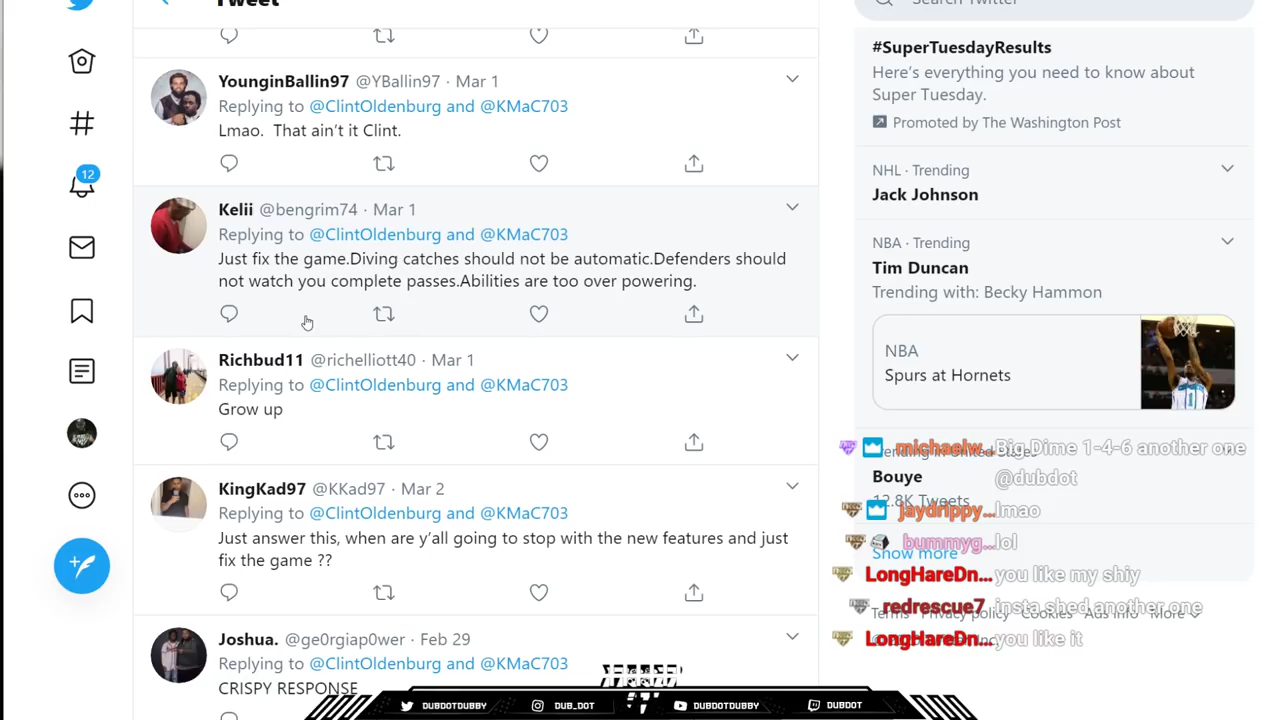 Tweet
Search Twitter
YounginBallin97 @YBallin97 · Mar 1
Replying to @ClintOldenburg and @KMaC703
Lmao.  That ain't it Clint.
12
Kelii @bengrim74 · Mar 1
Replying to @ClintOldenburg and @KMaC703
Just fix the game.Diving catches should not be automatic.Defenders should
not watch you complete passes.Abilities are too over powering.
Richbud11 @richelliott40 · Mar 1
Replying to @ClintOldenburg and @KMaC703
Grow up
KingKad97 @KKad97 · Mar 2
Replying to @ClintOldenburg and @KMaC703
Just answer this, when are y'all going to stop with the new features and just
fix the game ??
Joshua. @ge0rgiap0wer · Feb 29
Replying to @ClintOldenburg and @KMaC703
CRISPY RESPONSE
#SuperTuesdayResults
Here's everything you need to know about
Super Tuesday.
Promoted by The Washington Post
NHL · Trending
Jack Johnson
NBA · Trending
Tim Duncan
Trending with: Becky Hammon
NBA
Spurs at Hornets
Trending in United States
Bouye
12.8K Tweets
Show more
Terms Privacy policy Cookies Ads info More
michaelw... Big Dime 1-4-6 another one
@dubdot
jaydrippy... lmao
bummyg... lol
LongHareDn... you like my shiy
redrescue7 insta shed another one
LongHareDn... you like it
DUBDOTDUBBY DUB_DOT DUBDOTDUBBY DUBDOT